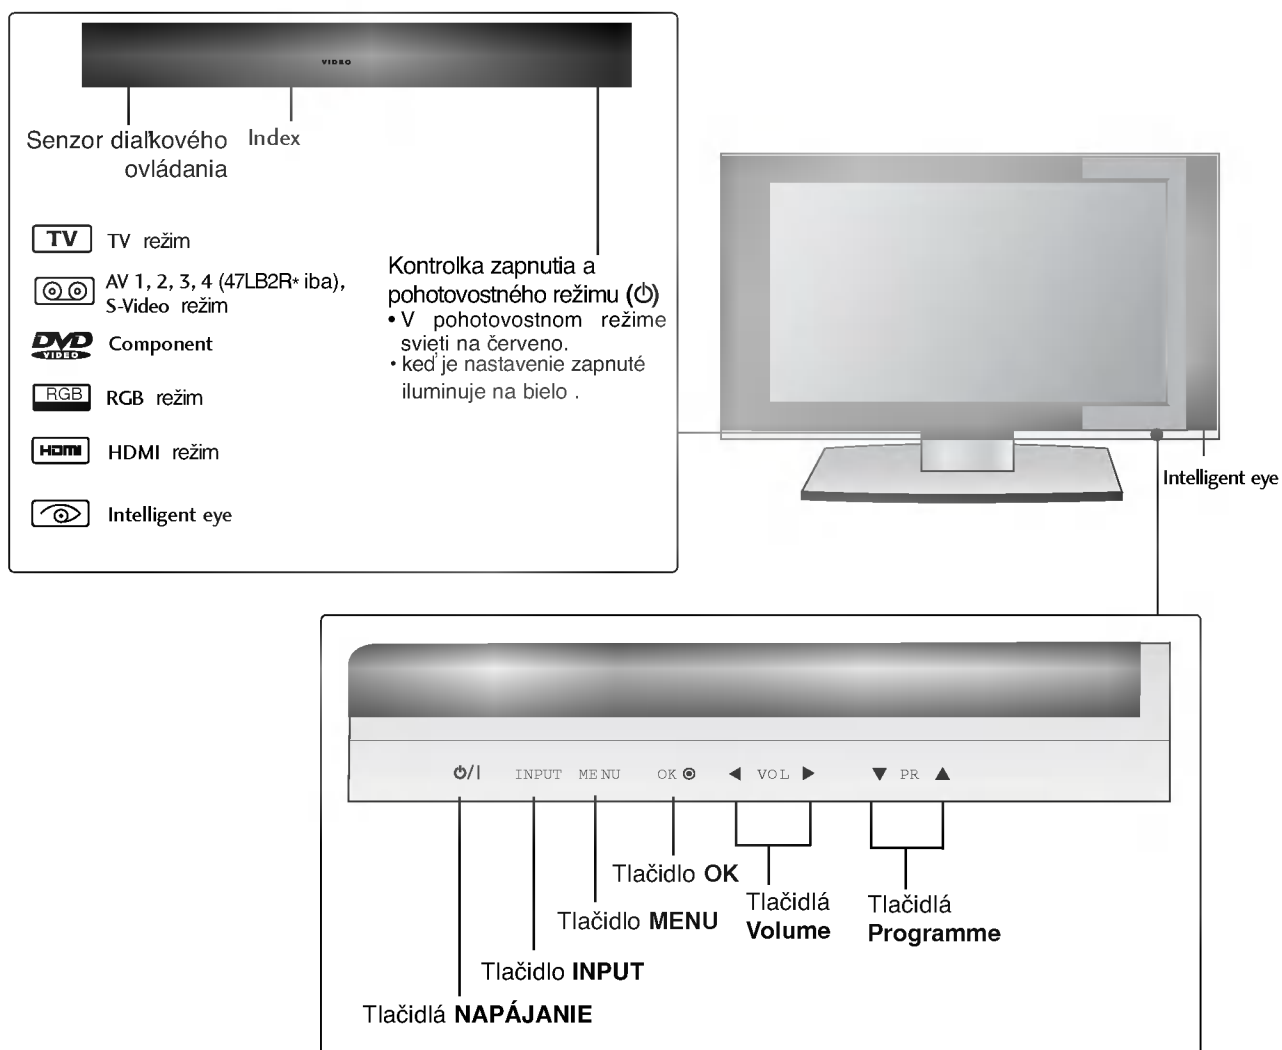 VIDEO
Senzor diaľkového
ovládania
Index
TV TV režim
AV 1, 2, 3, 4 (47LB2R* iba),
S-Video režim
DVD
VIDEO
Component
RGB RGB režim
HDMI HDMI režim
Intelligent eye
Kontrolka zapnutia a
pohotovostného režimu (⏻)
• V pohotovostnom režime
svieti na červeno.
• keď je nastavenie zapnuté
iluminuje na bielo .
Intelligent eye
⏻/I INPUT MENU OK ◉ ◀ VOL ▶ ▼ PR ▲
Tlačidlo OK
Tlačidlo MENU
Tlačidlá
Volume
Tlačidlá
Programme
Tlačidlo INPUT
Tlačidlá NAPÁJANIE